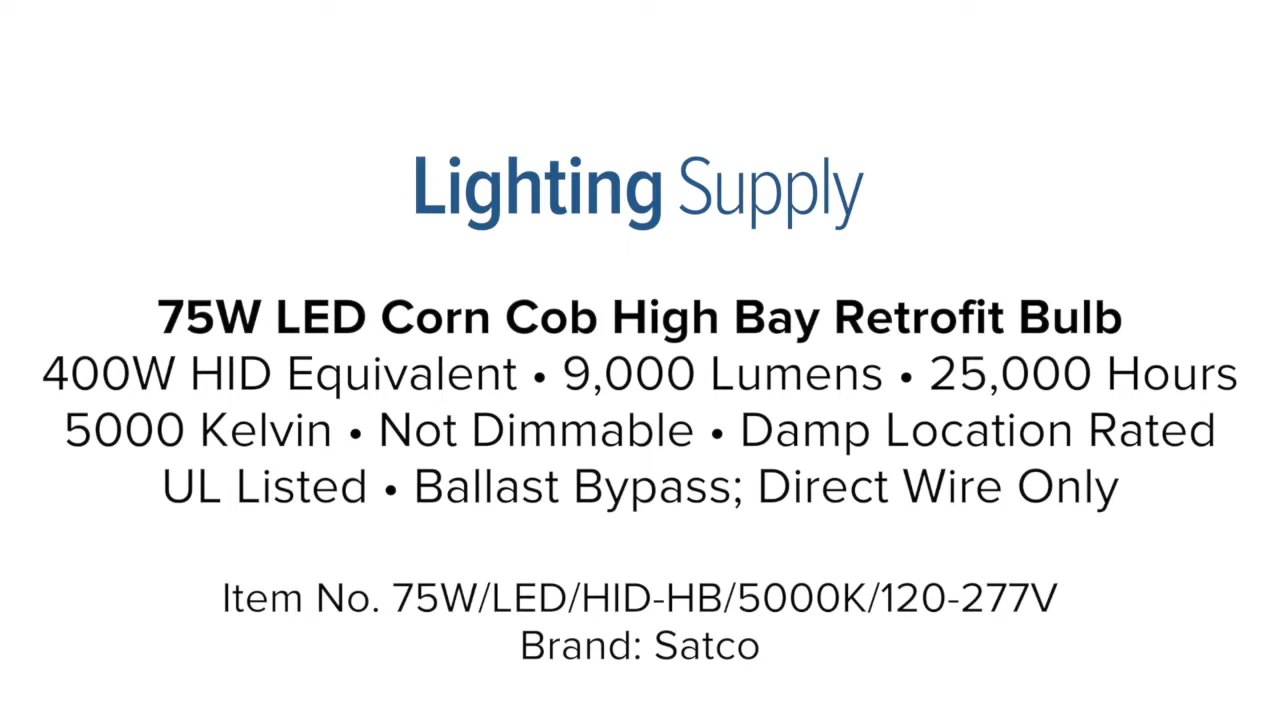 Lighting Supply
75W LED Corn Cob High Bay Retrofit Bulb
400W HID Equivalent • 9,000 Lumens • 25,000 Hours
5000 Kelvin • Not Dimmable • Damp Location Rated
UL Listed • Ballast Bypass; Direct Wire Only
Item No. 75W/LED/HID-HB/5000K/120-277V
Brand: Satco